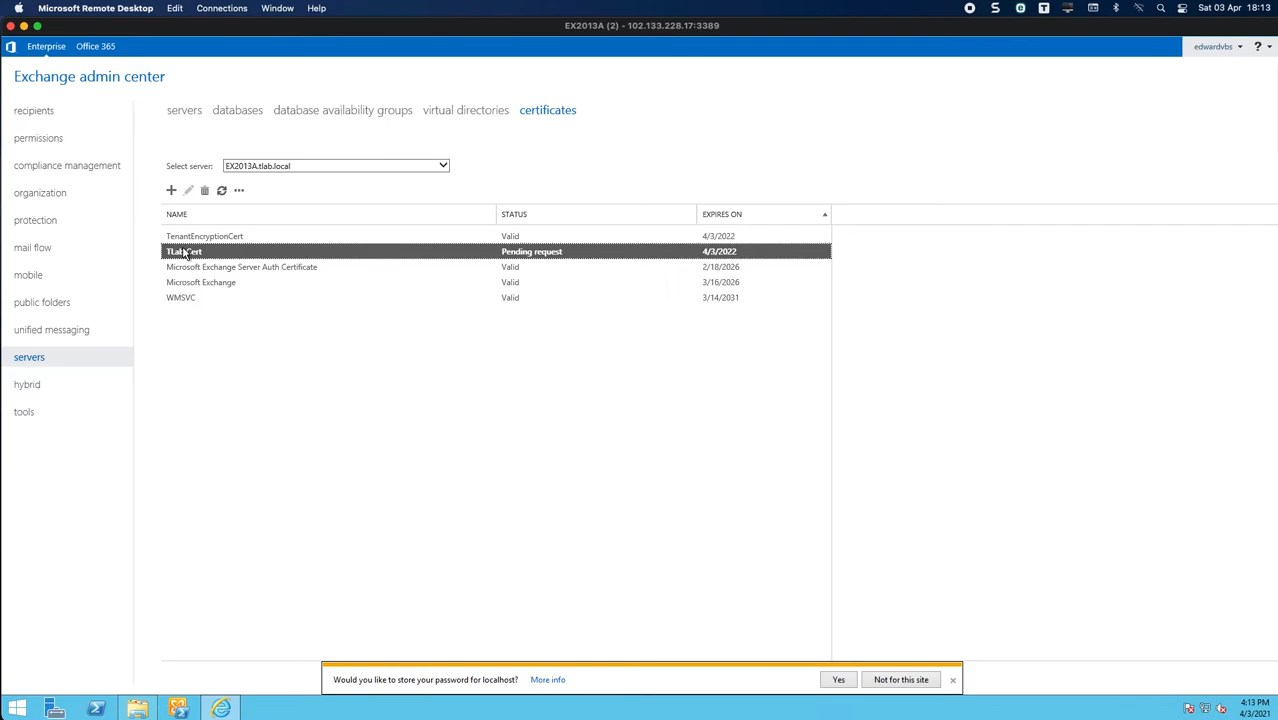 Microsoft Remote Desktop Edit Connections Window Help
Sat 03 Apr 18:13
EX2013A (2) - 102.133.228.17:3389
Enterprise Office 365
edwardvbs ?
Exchange admin center
recipients
permissions
compliance management
organization
protection
mail flow
mobile
public folders
unified messaging
servers
hybrid
tools
servers databases database availability groups virtual directories certificates
Select server: EX2013A.tlab.local
NAME STATUS EXPIRES ON
TenantEncryptionCert Valid 4/3/2022
Pending request 4/3/2022
Microsoft Exchange Server Auth Certificate Valid 2/18/2026
Microsoft Exchange Valid 3/16/2026
WMSVC Valid 3/14/2031
Would you like to store your password for localhost? More info Yes Not for this site
4:13 PM
4/3/2021